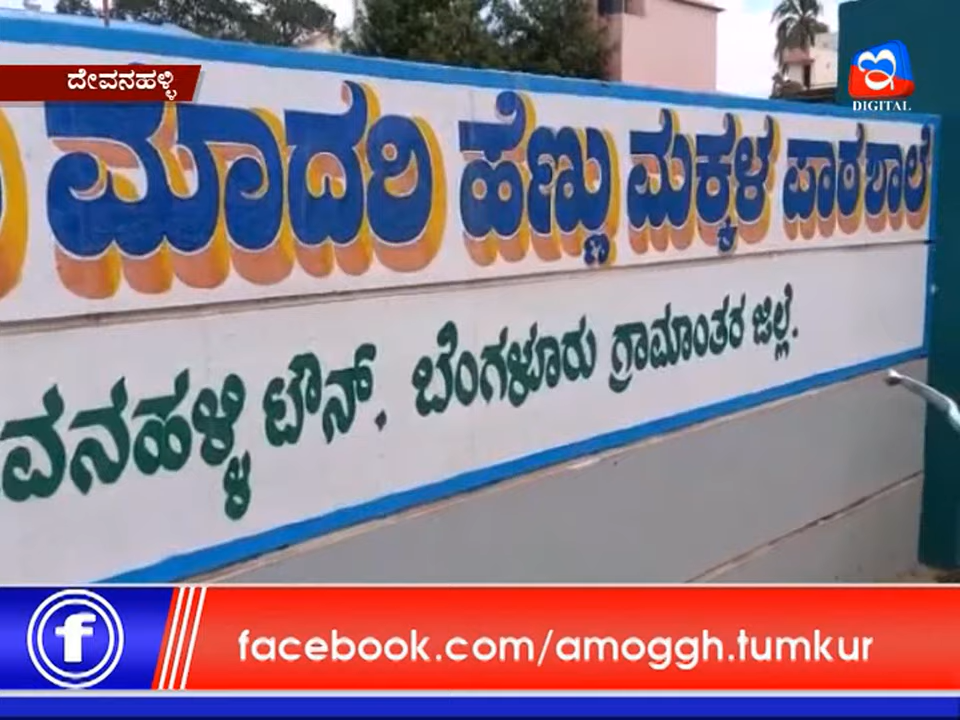 ದೇವನಹಳ್ಳಿ
DIGITAL
ಮಾದರಿ ಹೆಣ್ಣು ಮಕ್ಕಳ ಪಾಠಶಾಲೆ
ವನಹಳ್ಳಿ ಟೌನ್. ಬೆಂಗಳೂರು ಗ್ರಾಮಾಂತರ ಜಿಲ್ಲೆ.
f facebook.com/amoggh.tumkur